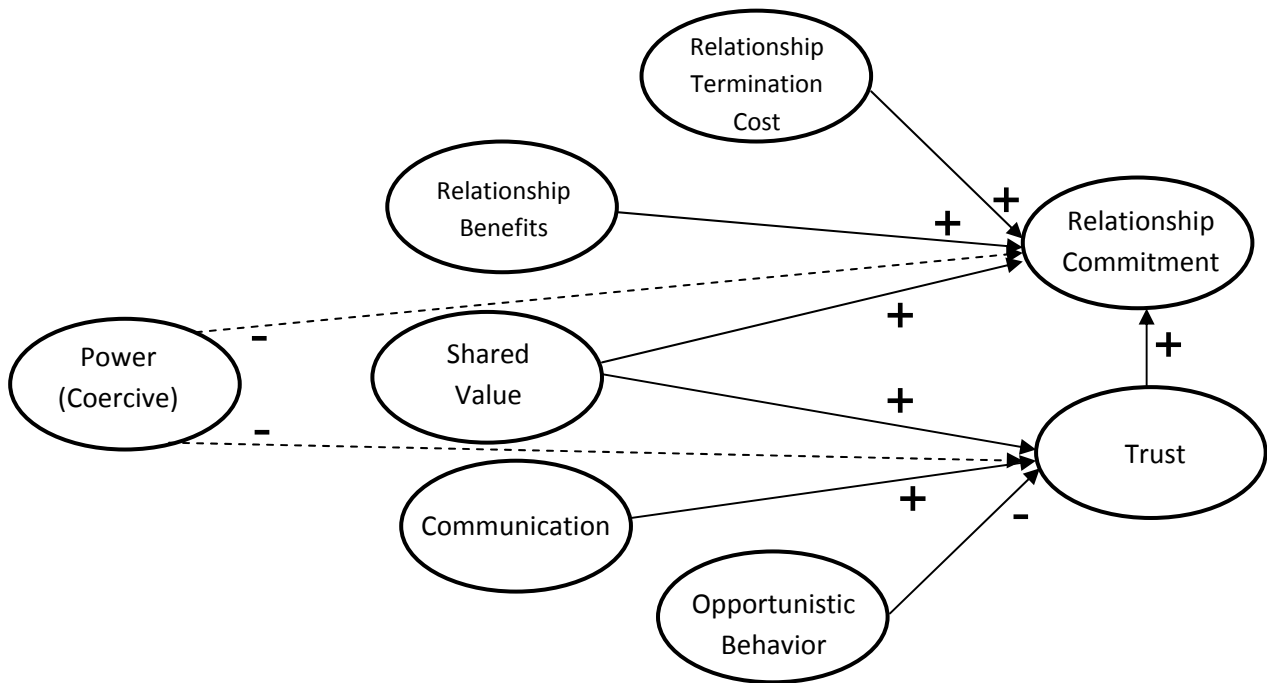 Relationship
Termination
Cost
Relationship
Benefits
+
+
Relationship
Commitment
Power
(Coercive)
-
-
Shared
Value
+
+
+
Trust
Communication
+
-
Opportunistic
Behavior